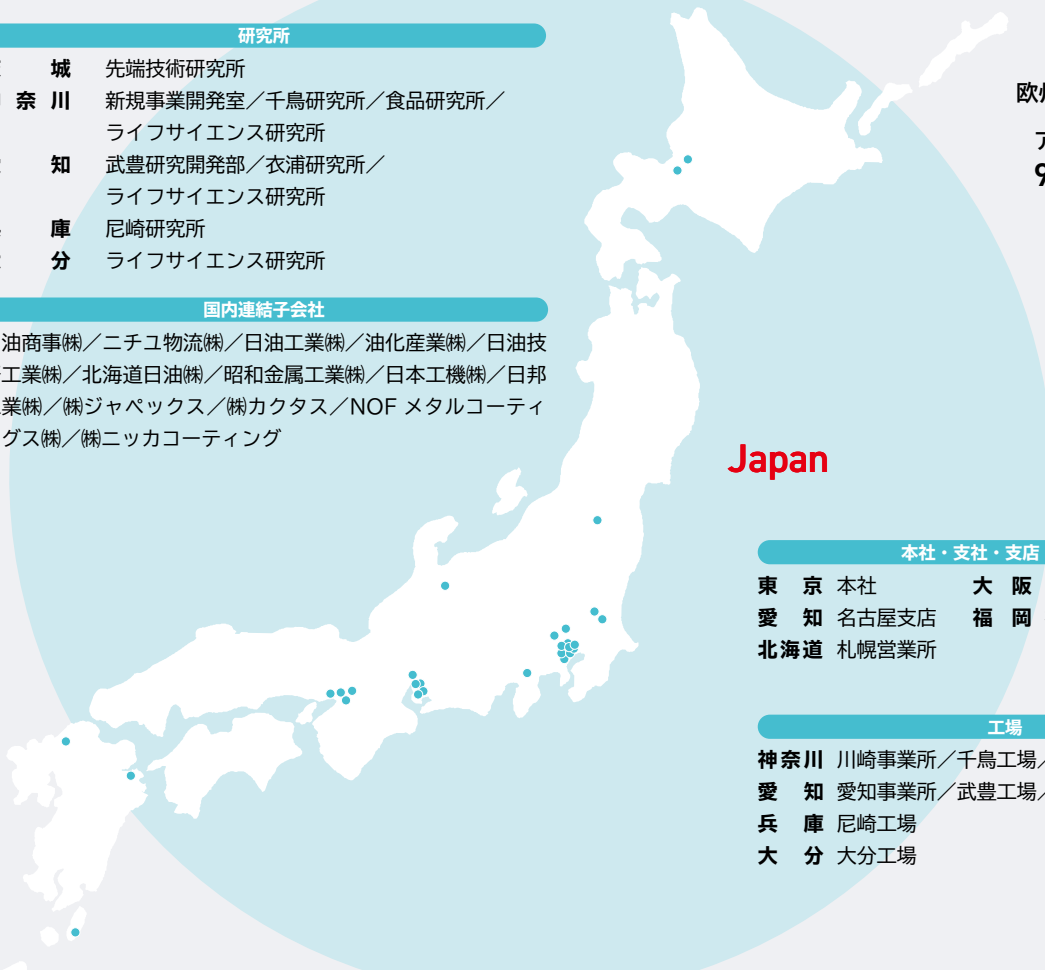 研究所
城 先端技術研究所
奈川 新規事業開発室／千鳥研究所／食品研究所／
ライフサイエンス研究所
知 武豊研究開発部／衣浦研究所／
ライフサイエンス研究所
庫 尼崎研究所
分 ライフサイエンス研究所
国内連結子会社
油商事㈱／ニチユ物流㈱／日油工業㈱／油化産業㈱／日油技
工業㈱／北海道日油㈱／昭和金属工業㈱／日本工機㈱／日邦
業㈱／㈱ジャペックス／㈱カクタス／NOF メタルコーティ
グス㈱／㈱ニッカコーティング
欧
9
Japan
本社・支社・支店
東京 本社 大阪
愛知 名古屋支店 福岡
北海道 札幌営業所
工場
神奈川 川崎事業所／千鳥工場／
愛知 愛知事業所／武豊工場／
兵庫 尼崎工場
大分 大分工場